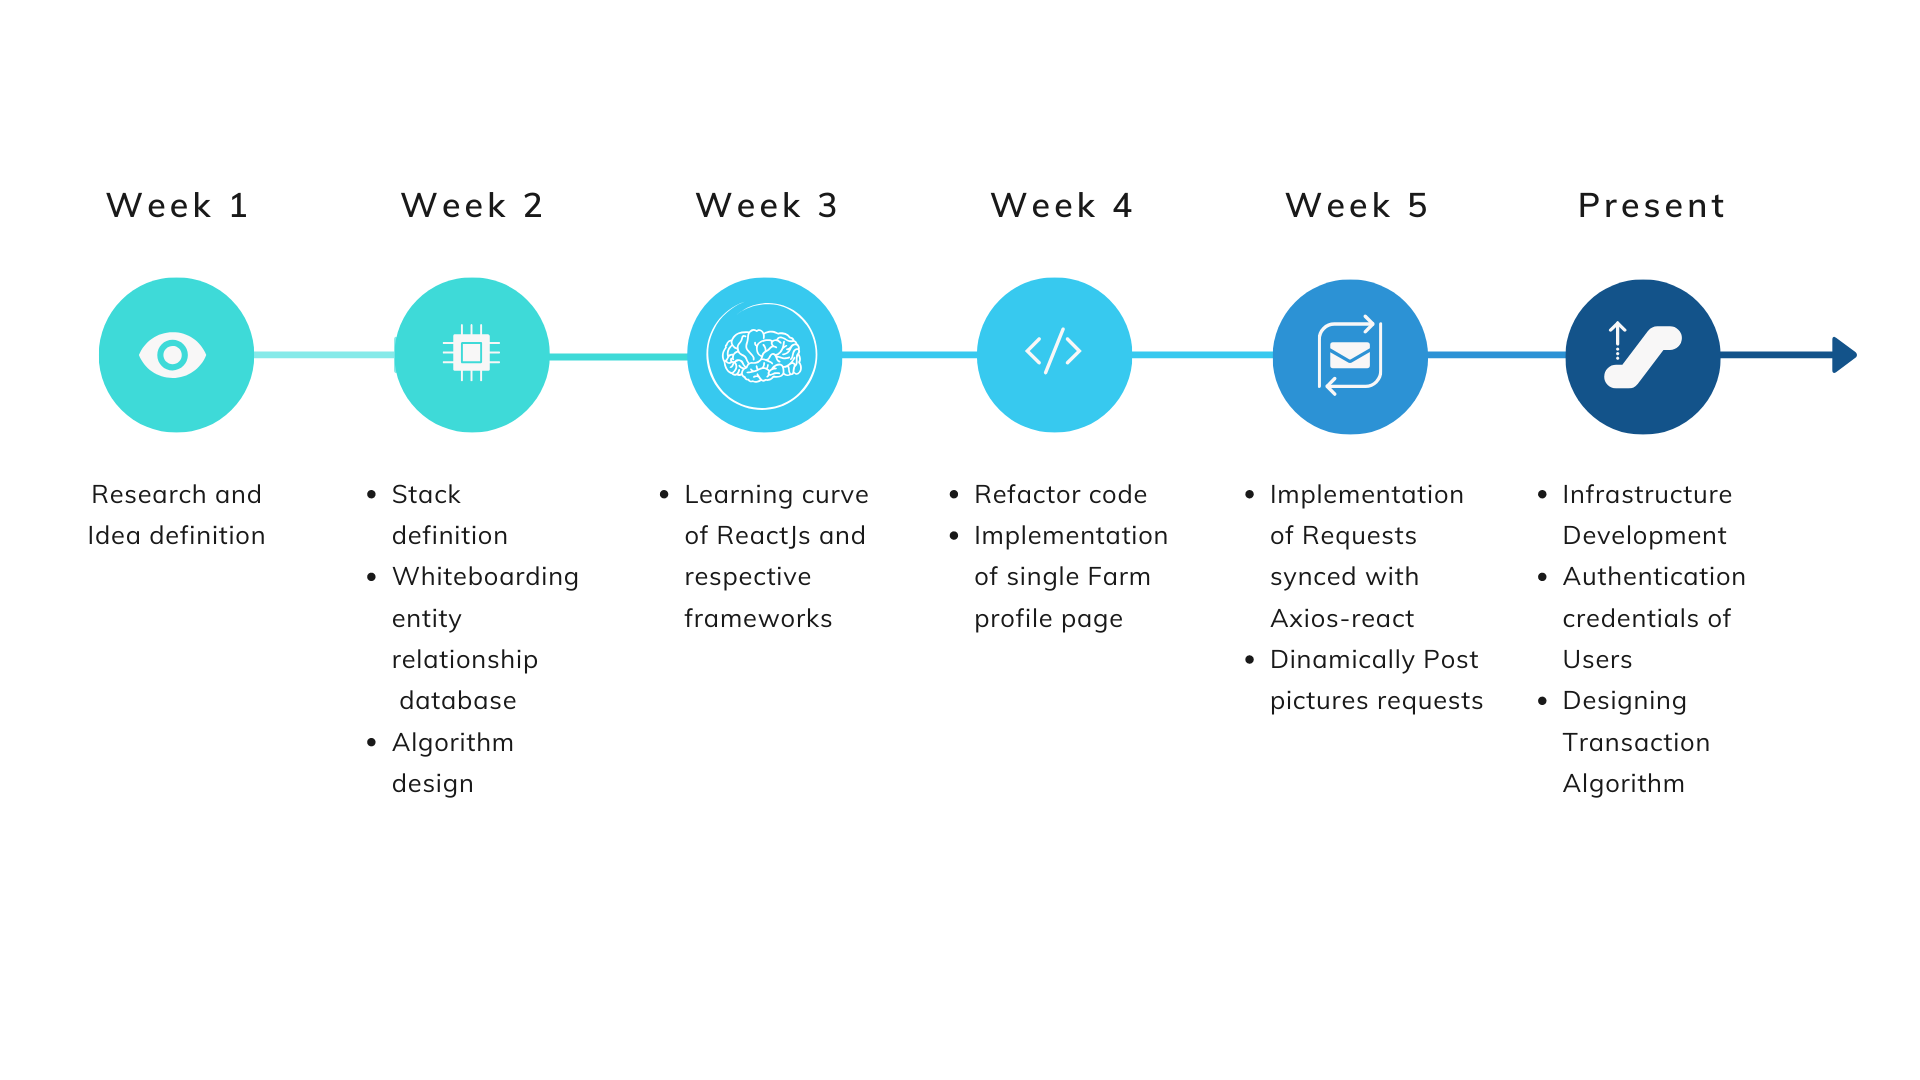 Week 1
Week 2
Week 3
Week 4
Week 5
Present
Research and
Idea definition
• Stack
definition
• Whiteboarding
entity
relationship
database
• Algorithm
design
• Learning curve
of ReactJs and
respective
frameworks
• Refactor code
• Implementation
of single Farm
profile page
• Implementation
of Requests
synced with
Axios-react
• Dinamically Post
pictures requests
• Infrastructure
Development
• Authentication
credentials of
Users
• Designing
Transaction
Algorithm